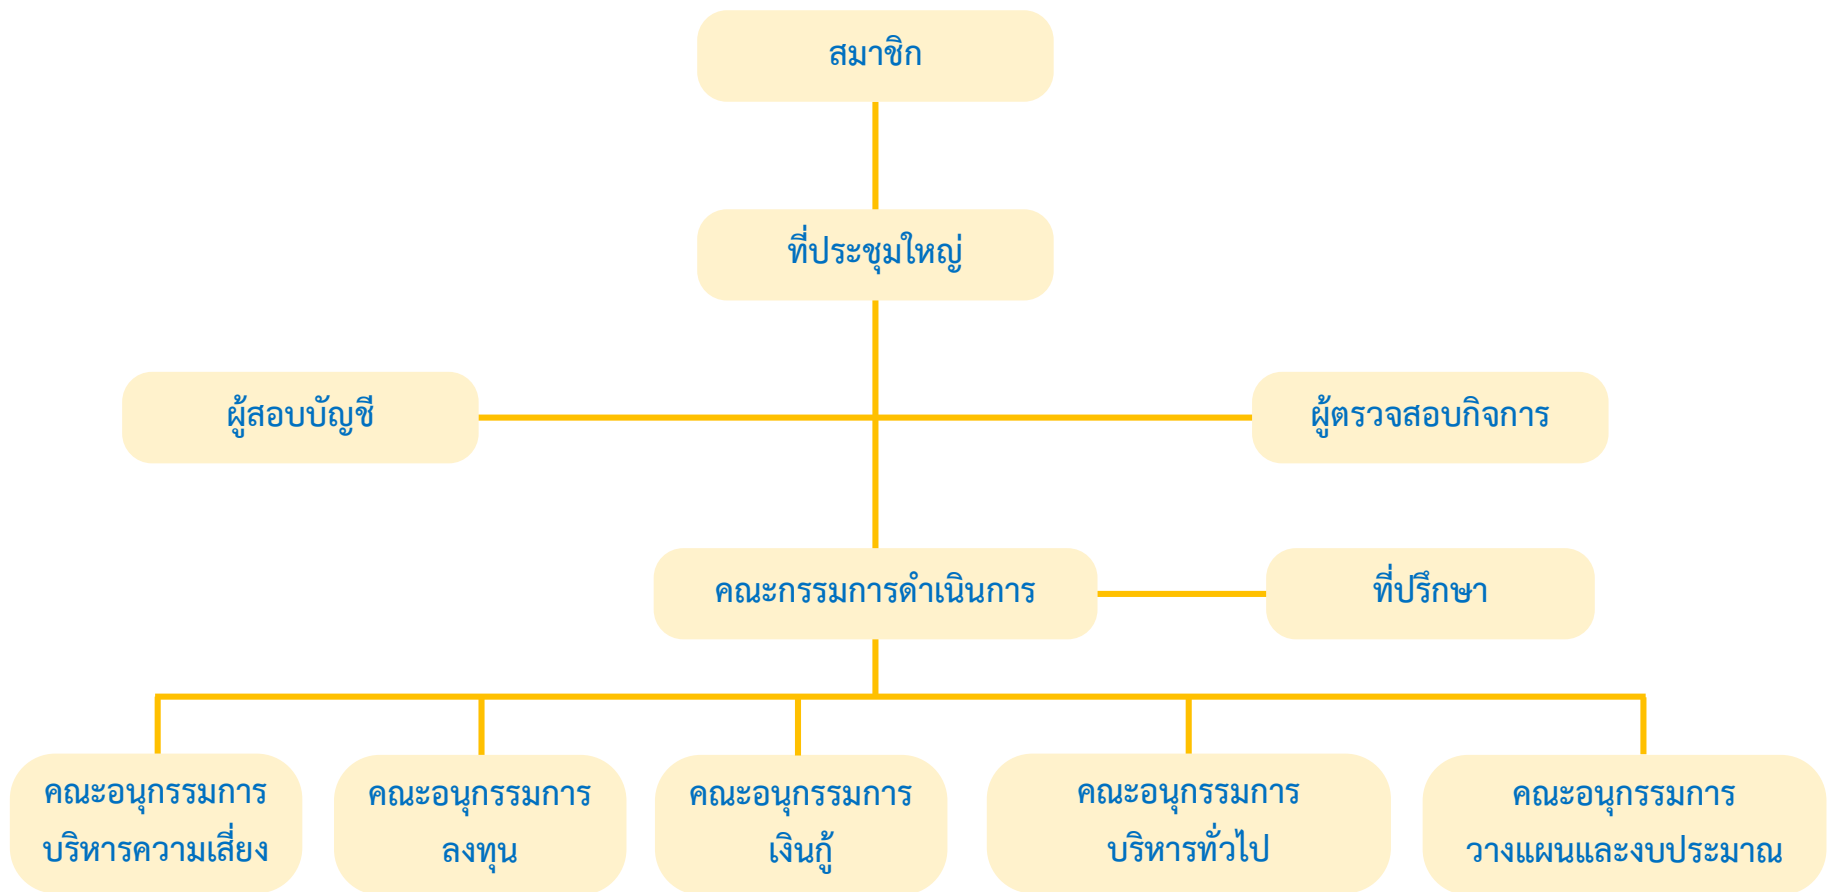 สมาชิก
ที่ประชุมใหญ่
ผู้สอบบัญชี
ผู้ตรวจสอบกิจการ
คณะกรรมการดำเนินการ
ที่ปรึกษา
คณะอนุกรรมการ
บริหารความเสี่ยง
คณะอนุกรรมการ
ลงทุน
คณะอนุกรรมการ
เงินกู้
คณะอนุกรรมการ
บริหารทั่วไป
คณะอนุกรรมการ
วางแผนและงบประมาณ